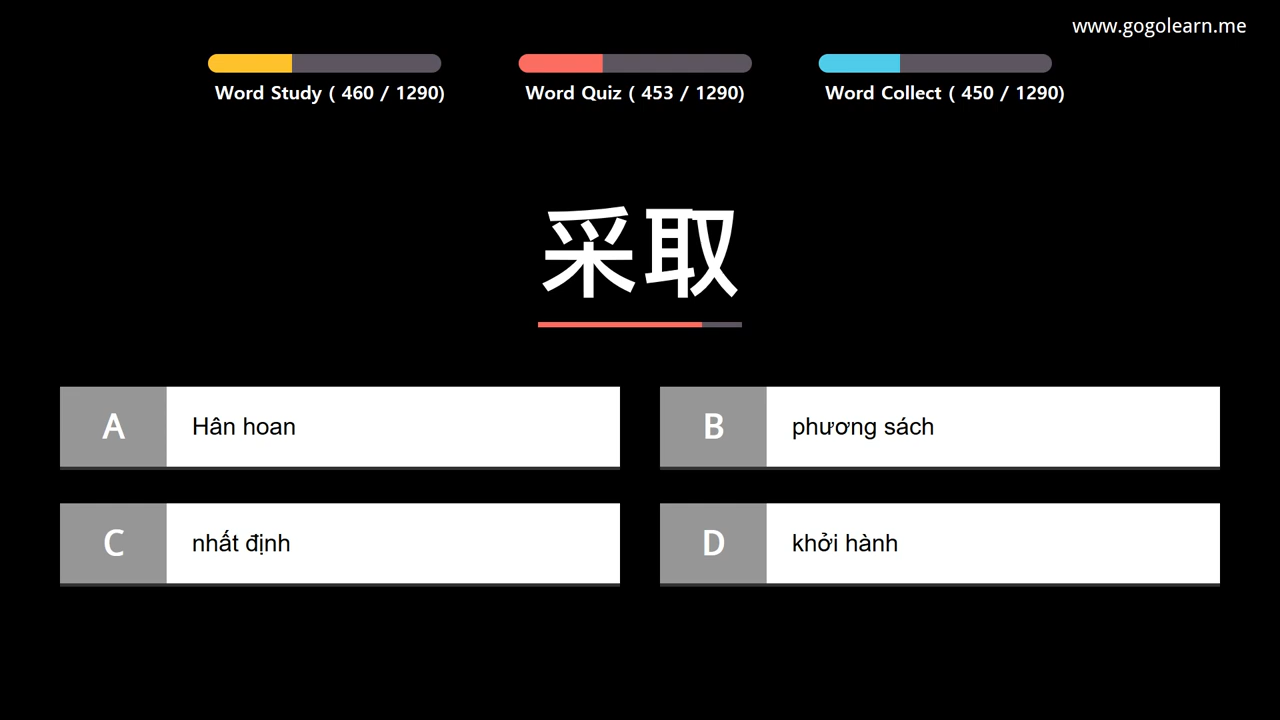 www.gogolearn.me
Word Study ( 460 / 1290)
Word Quiz ( 453 / 1290)
Word Collect ( 450 / 1290)
采取
A Hân hoan
B phương sách
C nhất định
D khởi hành